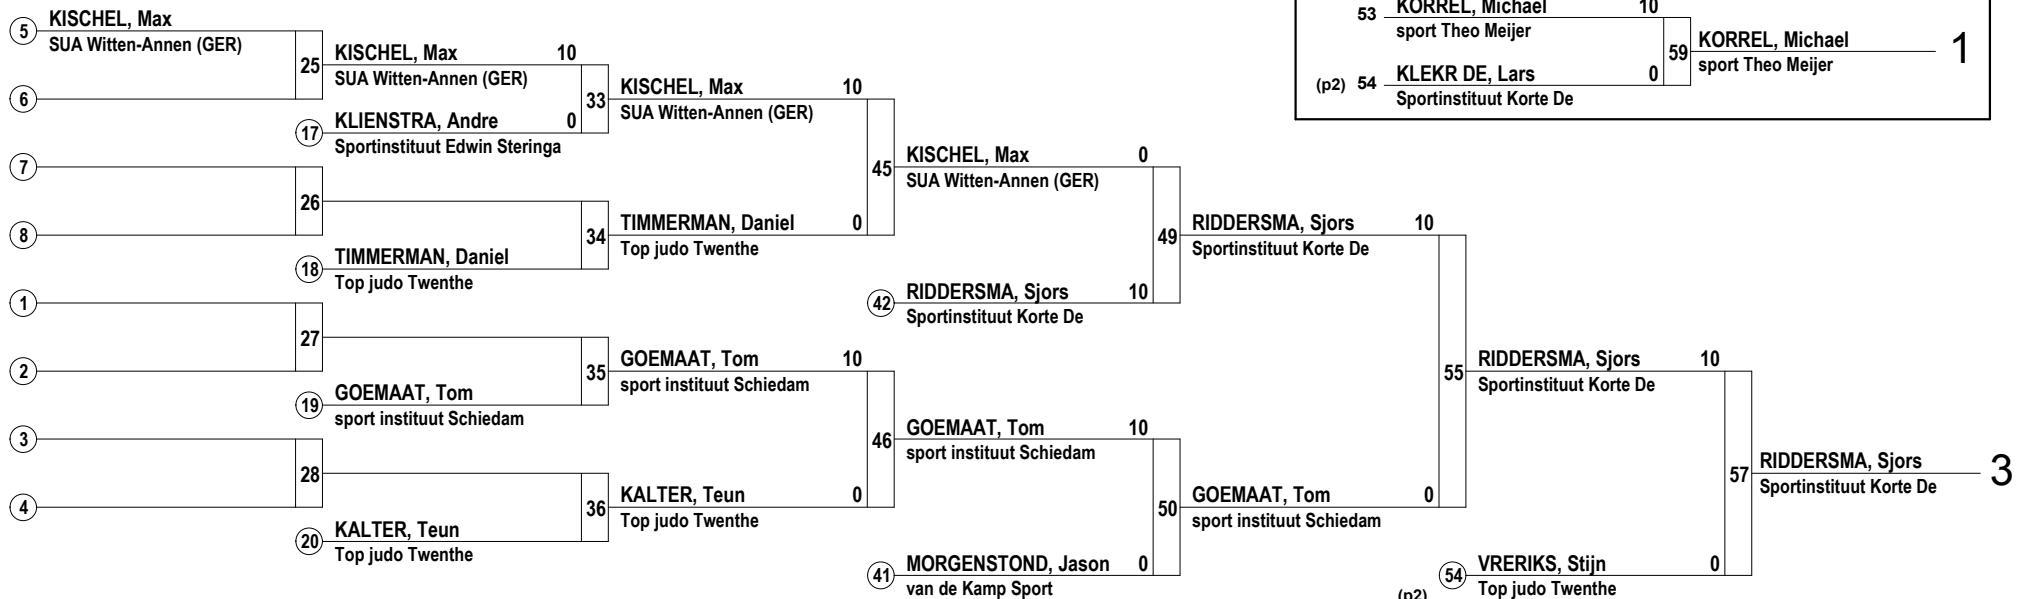 5 KISCHEL, Max
SUA Witten-Annen (GER)
6
25 KISCHEL, Max 10
SUA Witten-Annen (GER)
17 KLIENSTRA, Andre 0
Sportinstituut Edwin Steringa
33 KISCHEL, Max 10
SUA Witten-Annen (GER)
7
8
26
18 TIMMERMAN, Daniel
Top judo Twenthe
34 TIMMERMAN, Daniel 0
Top judo Twenthe
45 KISCHEL, Max 0
SUA Witten-Annen (GER)
42 RIDDERSMA, Sjors 10
Sportinstituut Korte De
49 RIDDERSMA, Sjors 10
Sportinstituut Korte De
1
2
27
19 GOEMAAT, Tom
sport instituut Schiedam
35 GOEMAAT, Tom 10
sport instituut Schiedam
3
4
28
20 KALTER, Teun
Top judo Twenthe
36 KALTER, Teun 0
Top judo Twenthe
46 GOEMAAT, Tom 10
sport instituut Schiedam
41 MORGENSTOND, Jason 0
van de Kamp Sport
50 GOEMAAT, Tom 0
sport instituut Schiedam
55 RIDDERSMA, Sjors 10
Sportinstituut Korte De
(p2) 54 VRERIKS, Stijn 0
Top judo Twenthe
57 RIDDERSMA, Sjors 3
Sportinstituut Korte De
53 KORREL, Michael 10
sport Theo Meijer
(p2) 54 KLEKR DE, Lars 0
Sportinstituut Korte De
59 KORREL, Michael 1
sport Theo Meijer